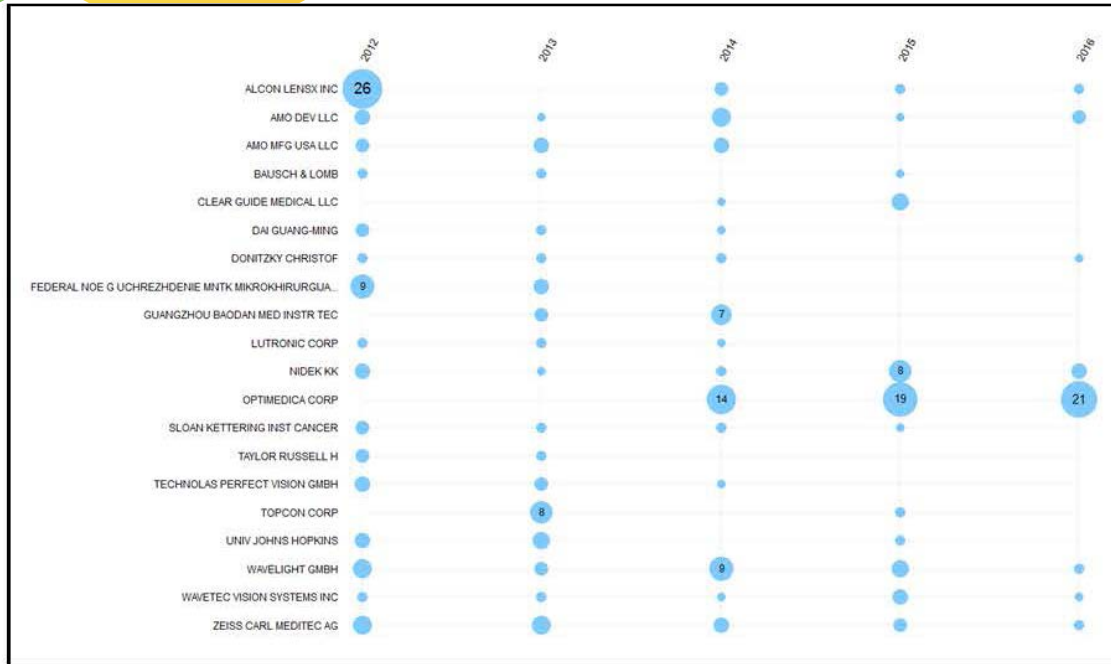 2012 2013 2014 2015 2016
ALCON LENSX INC 26
AMO DEV LLC
AMO MFG USA LLC
BAUSCH & LOMB
CLEAR GUIDE MEDICAL LLC
DAI GUANG-MING
DONITZKY CHRISTOF
FEDERAL NOE G UCHREZHDENIE MNTK MIKROKHIRURGUA... 9
GUANGZHOU BAODAN MED INSTR TEC 7
LUTRONIC CORP
NIDEK KK 8
OPTIMEDICA CORP 14 19 21
SLOAN KETTERING INST CANCER
TAYLOR RUSSELL H
TECHNOLAS PERFECT VISION GMBH
TOPCON CORP 8
UNIV JOHNS HOPKINS
WAVELIGHT GMBH 9
WAVETEC VISION SYSTEMS INC
ZEISS CARL MEDITEC AG